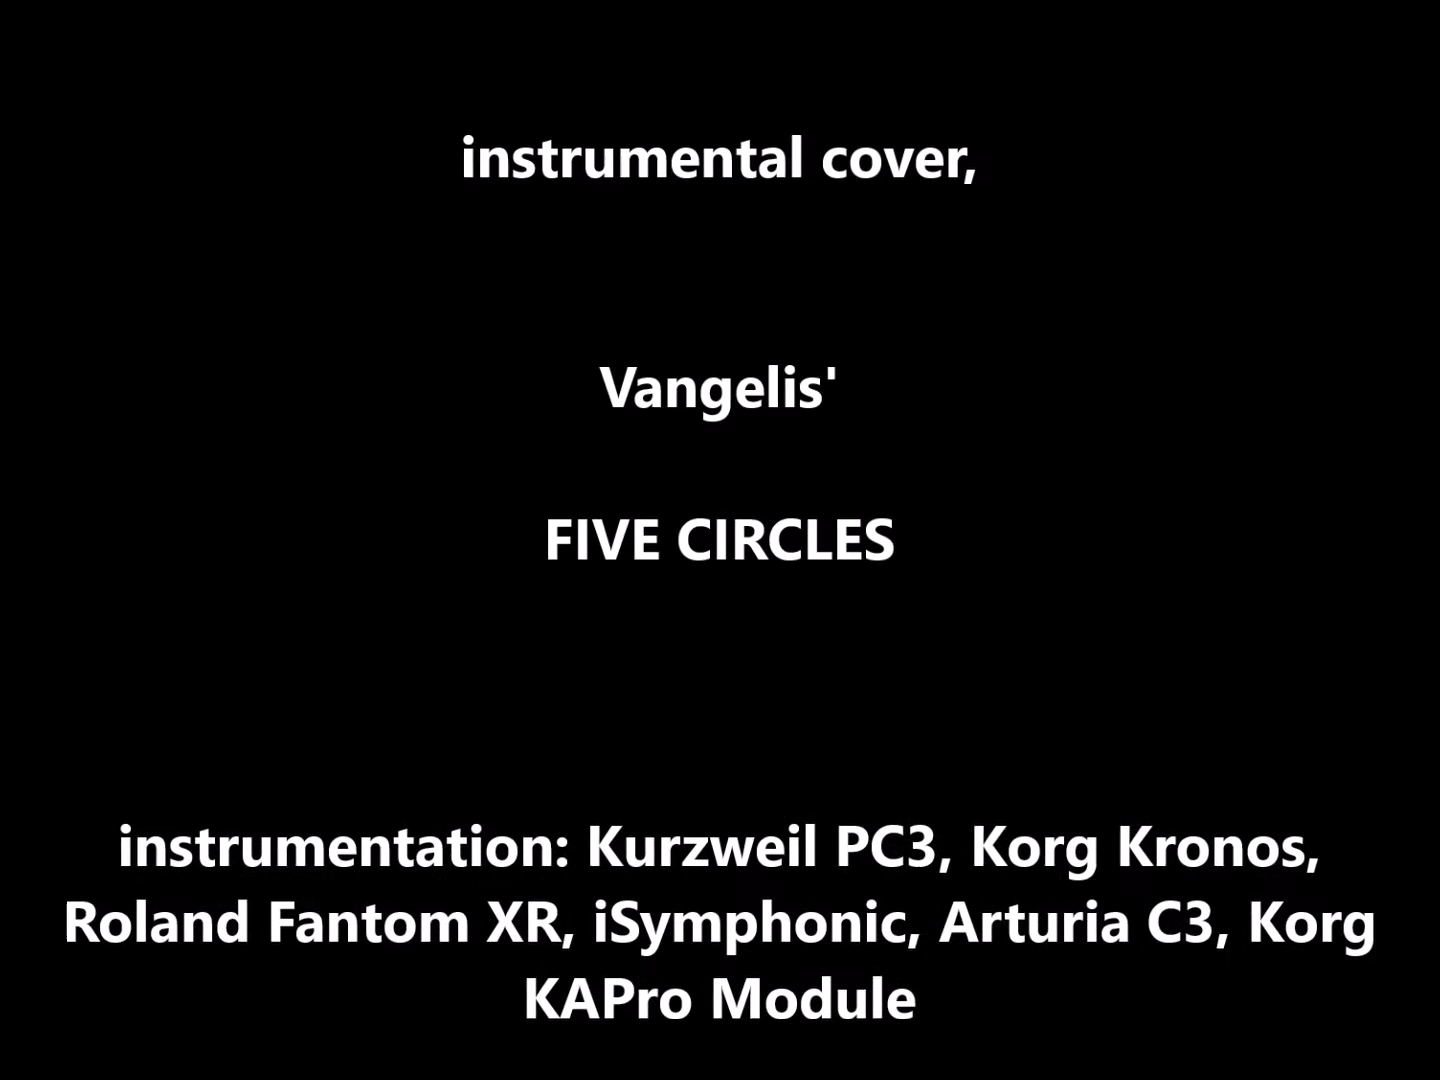 instrumental cover,
Vangelis'
FIVE CIRCLES
instrumentation: Kurzweil PC3, Korg Kronos,
Roland Fantom XR, iSymphonic, Arturia C3, Korg
KAPro Module